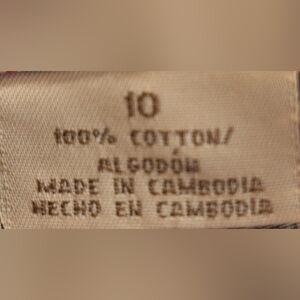 10
100% COTTON/
ALGODÓN
MADE IN CAMBODIA
HECHO EN CAMBODIA